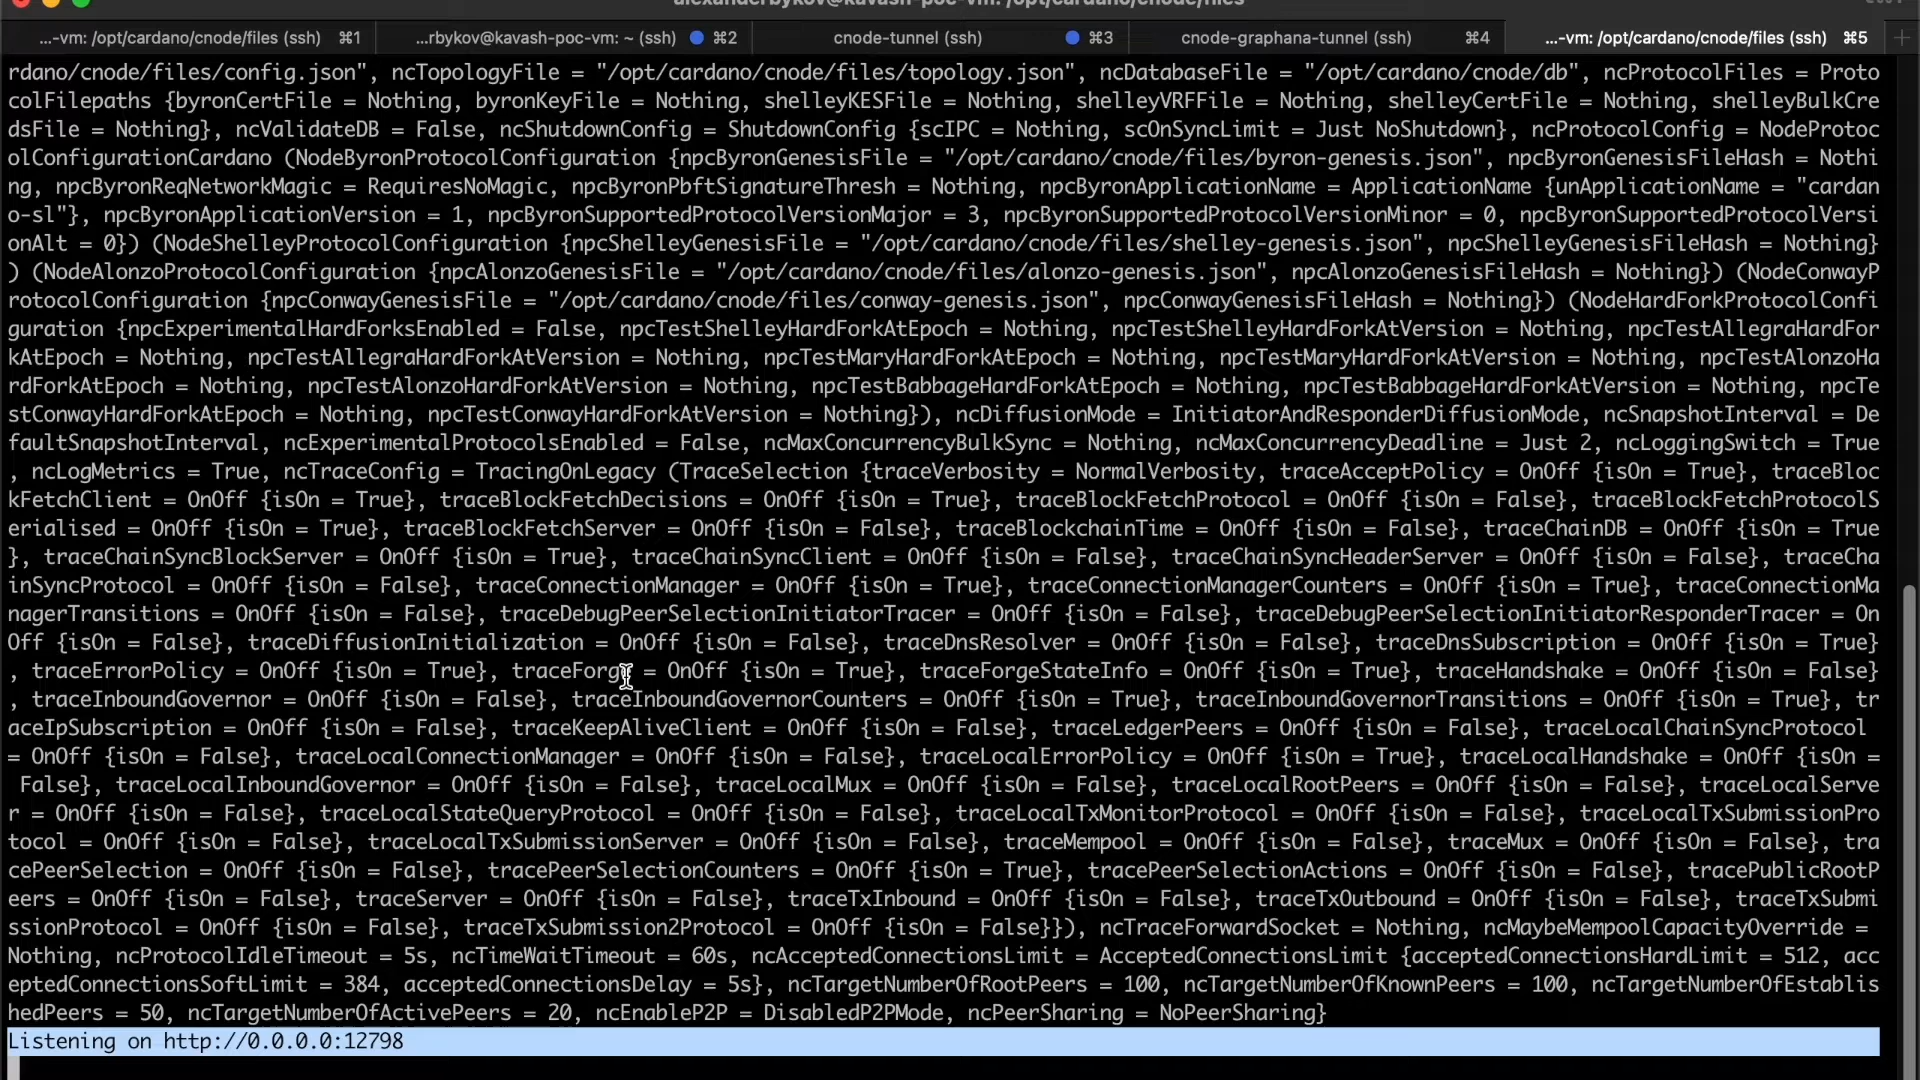 alexanderbykov@kavash-poc-vm: /opt/cardano/cnode/files
...-vm: /opt/cardano/cnode/files (ssh) ⌘1 ...rbykov@kavash-poc-vm: ~ (ssh) ⌘2 cnode-tunnel (ssh) ⌘3 cnode-graphana-tunnel (ssh) ⌘4 ...-vm: /opt/cardano/cnode/files (ssh) ⌘5
rdano/cnode/files/config.json", ncTopologyFile = "/opt/cardano/cnode/files/topology.json", ncDatabaseFile = "/opt/cardano/cnode/db", ncProtocolFiles = Proto
colFilepaths {byronCertFile = Nothing, byronKeyFile = Nothing, shelleyKESFile = Nothing, shelleyVRFFile = Nothing, shelleyCertFile = Nothing, shelleyBulkCre
dsFile = Nothing}, ncValidateDB = False, ncShutdownConfig = ShutdownConfig {scIPC = Nothing, scOnSyncLimit = Just NoShutdown}, ncProtocolConfig = NodeProtoc
olConfigurationCardano (NodeByronProtocolConfiguration {npcByronGenesisFile = "/opt/cardano/cnode/files/byron-genesis.json", npcByronGenesisFileHash = Nothi
ng, npcByronReqNetworkMagic = RequiresNoMagic, npcByronPbftSignatureThresh = Nothing, npcByronApplicationName = ApplicationName {unApplicationName = "cardan
o-sl"}, npcByronApplicationVersion = 1, npcByronSupportedProtocolVersionMajor = 3, npcByronSupportedProtocolVersionMinor = 0, npcByronSupportedProtocolVersi
onAlt = 0}) (NodeShelleyProtocolConfiguration {npcShelleyGenesisFile = "/opt/cardano/cnode/files/shelley-genesis.json", npcShelleyGenesisFileHash = Nothing}
) (NodeAlonzoProtocolConfiguration {npcAlonzoGenesisFile = "/opt/cardano/cnode/files/alonzo-genesis.json", npcAlonzoGenesisFileHash = Nothing}) (NodeConwayP
rotocolConfiguration {npcConwayGenesisFile = "/opt/cardano/cnode/files/conway-genesis.json", npcConwayGenesisFileHash = Nothing}) (NodeHardForkProtocolConfi
guration {npcExperimentalHardForksEnabled = False, npcTestShelleyHardForkAtEpoch = Nothing, npcTestShelleyHardForkAtVersion = Nothing, npcTestAllegraHardFor
kAtEpoch = Nothing, npcTestAllegraHardForkAtVersion = Nothing, npcTestMaryHardForkAtEpoch = Nothing, npcTestMaryHardForkAtVersion = Nothing, npcTestAlonzoHa
rdForkAtEpoch = Nothing, npcTestAlonzoHardForkAtVersion = Nothing, npcTestBabbageHardForkAtEpoch = Nothing, npcTestBabbageHardForkAtVersion = Nothing, npcTe
stConwayHardForkAtEpoch = Nothing, npcTestConwayHardForkAtVersion = Nothing}), ncDiffusionMode = InitiatorAndResponderDiffusionMode, ncSnapshotInterval = De
faultSnapshotInterval, ncExperimentalProtocolsEnabled = False, ncMaxConcurrencyBulkSync = Nothing, ncMaxConcurrencyDeadline = Just 2, ncLoggingSwitch = True
, ncLogMetrics = True, ncTraceConfig = TracingOnLegacy (TraceSelection {traceVerbosity = NormalVerbosity, traceAcceptPolicy = OnOff {isOn = True}, traceBloc
kFetchClient = OnOff {isOn = True}, traceBlockFetchDecisions = OnOff {isOn = True}, traceBlockFetchProtocol = OnOff {isOn = False}, traceBlockFetchProtocolS
erialised = OnOff {isOn = True}, traceBlockFetchServer = OnOff {isOn = False}, traceBlockchainTime = OnOff {isOn = False}, traceChainDB = OnOff {isOn = True
}, traceChainSyncBlockServer = OnOff {isOn = True}, traceChainSyncClient = OnOff {isOn = False}, traceChainSyncHeaderServer = OnOff {isOn = False}, traceCha
inSyncProtocol = OnOff {isOn = False}, traceConnectionManager = OnOff {isOn = True}, traceConnectionManagerCounters = OnOff {isOn = True}, traceConnectionMa
nagerTransitions = OnOff {isOn = False}, traceDebugPeerSelectionInitiatorTracer = OnOff {isOn = False}, traceDebugPeerSelectionInitiatorResponderTracer = On
Off {isOn = False}, traceDiffusionInitialization = OnOff {isOn = False}, traceDnsResolver = OnOff {isOn = False}, traceDnsSubscription = OnOff {isOn = True}
, traceErrorPolicy = OnOff {isOn = True}, traceForge = OnOff {isOn = True}, traceForgeStateInfo = OnOff {isOn = True}, traceHandshake = OnOff {isOn = False}
, traceInboundGovernor = OnOff {isOn = False}, traceInboundGovernorCounters = OnOff {isOn = True}, traceInboundGovernorTransitions = OnOff {isOn = True}, tr
aceIpSubscription = OnOff {isOn = False}, traceKeepAliveClient = OnOff {isOn = False}, traceLedgerPeers = OnOff {isOn = False}, traceLocalChainSyncProtocol
= OnOff {isOn = False}, traceLocalConnectionManager = OnOff {isOn = False}, traceLocalErrorPolicy = OnOff {isOn = True}, traceLocalHandshake = OnOff {isOn =
False}, traceLocalInboundGovernor = OnOff {isOn = False}, traceLocalMux = OnOff {isOn = False}, traceLocalRootPeers = OnOff {isOn = False}, traceLocalServe
r = OnOff {isOn = False}, traceLocalStateQueryProtocol = OnOff {isOn = False}, traceLocalTxMonitorProtocol = OnOff {isOn = False}, traceLocalTxSubmissionPro
tocol = OnOff {isOn = False}, traceLocalTxSubmissionServer = OnOff {isOn = False}, traceMempool = OnOff {isOn = False}, traceMux = OnOff {isOn = False}, tra
cePeerSelection = OnOff {isOn = False}, tracePeerSelectionCounters = OnOff {isOn = True}, tracePeerSelectionActions = OnOff {isOn = False}, tracePublicRootP
eers = OnOff {isOn = False}, traceServer = OnOff {isOn = False}, traceTxInbound = OnOff {isOn = False}, traceTxOutbound = OnOff {isOn = False}, traceTxSubmi
ssionProtocol = OnOff {isOn = False}, traceTxSubmission2Protocol = OnOff {isOn = False}}), ncTraceForwardSocket = Nothing, ncMaybeMempoolCapacityOverride =
Nothing, ncProtocolIdleTimeout = 5s, ncTimeWaitTimeout = 60s, ncAcceptedConnectionsLimit = AcceptedConnectionsLimit {acceptedConnectionsHardLimit = 512, acc
eptedConnectionsSoftLimit = 384, acceptedConnectionsDelay = 5s}, ncTargetNumberOfRootPeers = 100, ncTargetNumberOfKnownPeers = 100, ncTargetNumberOfEstablis
hedPeers = 50, ncTargetNumberOfActivePeers = 20, ncEnableP2P = DisabledP2PMode, ncPeerSharing = NoPeerSharing}
Listening on http://0.0.0.0:12798